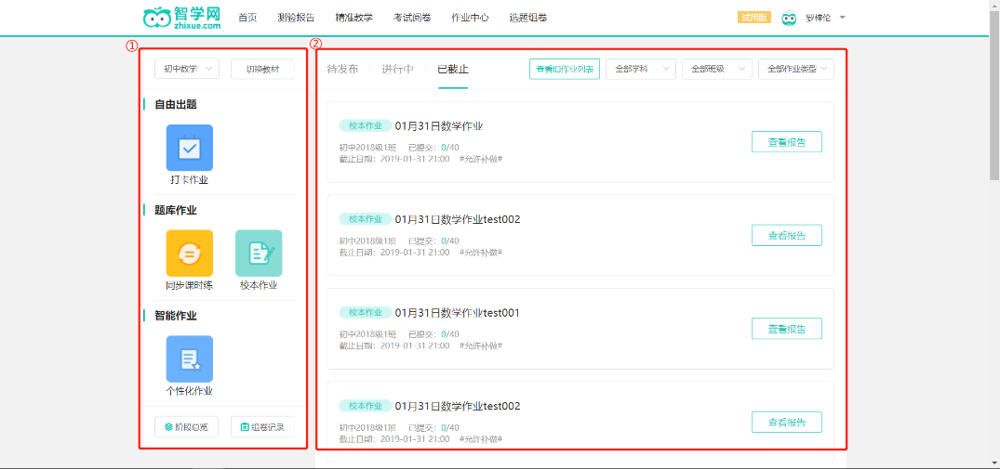 智学网
zhixue.com
首页 测验报告 精准教学 考试阅卷 作业中心 选题组卷 试用版 罗梓伦
① ②
初中数学 切换教材
自由出题
打卡作业
题库作业
同步课时练 校本作业
智能作业
个性化作业
阶段总览 组卷记录
待发布 进行中 已截止 查看旧作业列表 全部学科 全部班级 全部作业类型
校本作业 01月31日数学作业
初中2018级1班 已提交：0/40
截止日期：2019-01-31 21:00 #允许补做#
查看报告
校本作业 01月31日数学作业test002
初中2018级1班 已提交：0/40
截止日期：2019-01-31 21:00 #允许补做#
查看报告
校本作业 01月31日数学作业test001
初中2018级1班 已提交：0/40
截止日期：2019-01-31 21:00 #允许补做#
查看报告
校本作业 01月31日数学作业test002
初中2018级1班 已提交：0/40
截止日期：2019-01-31 21:00 #允许补做#
查看报告